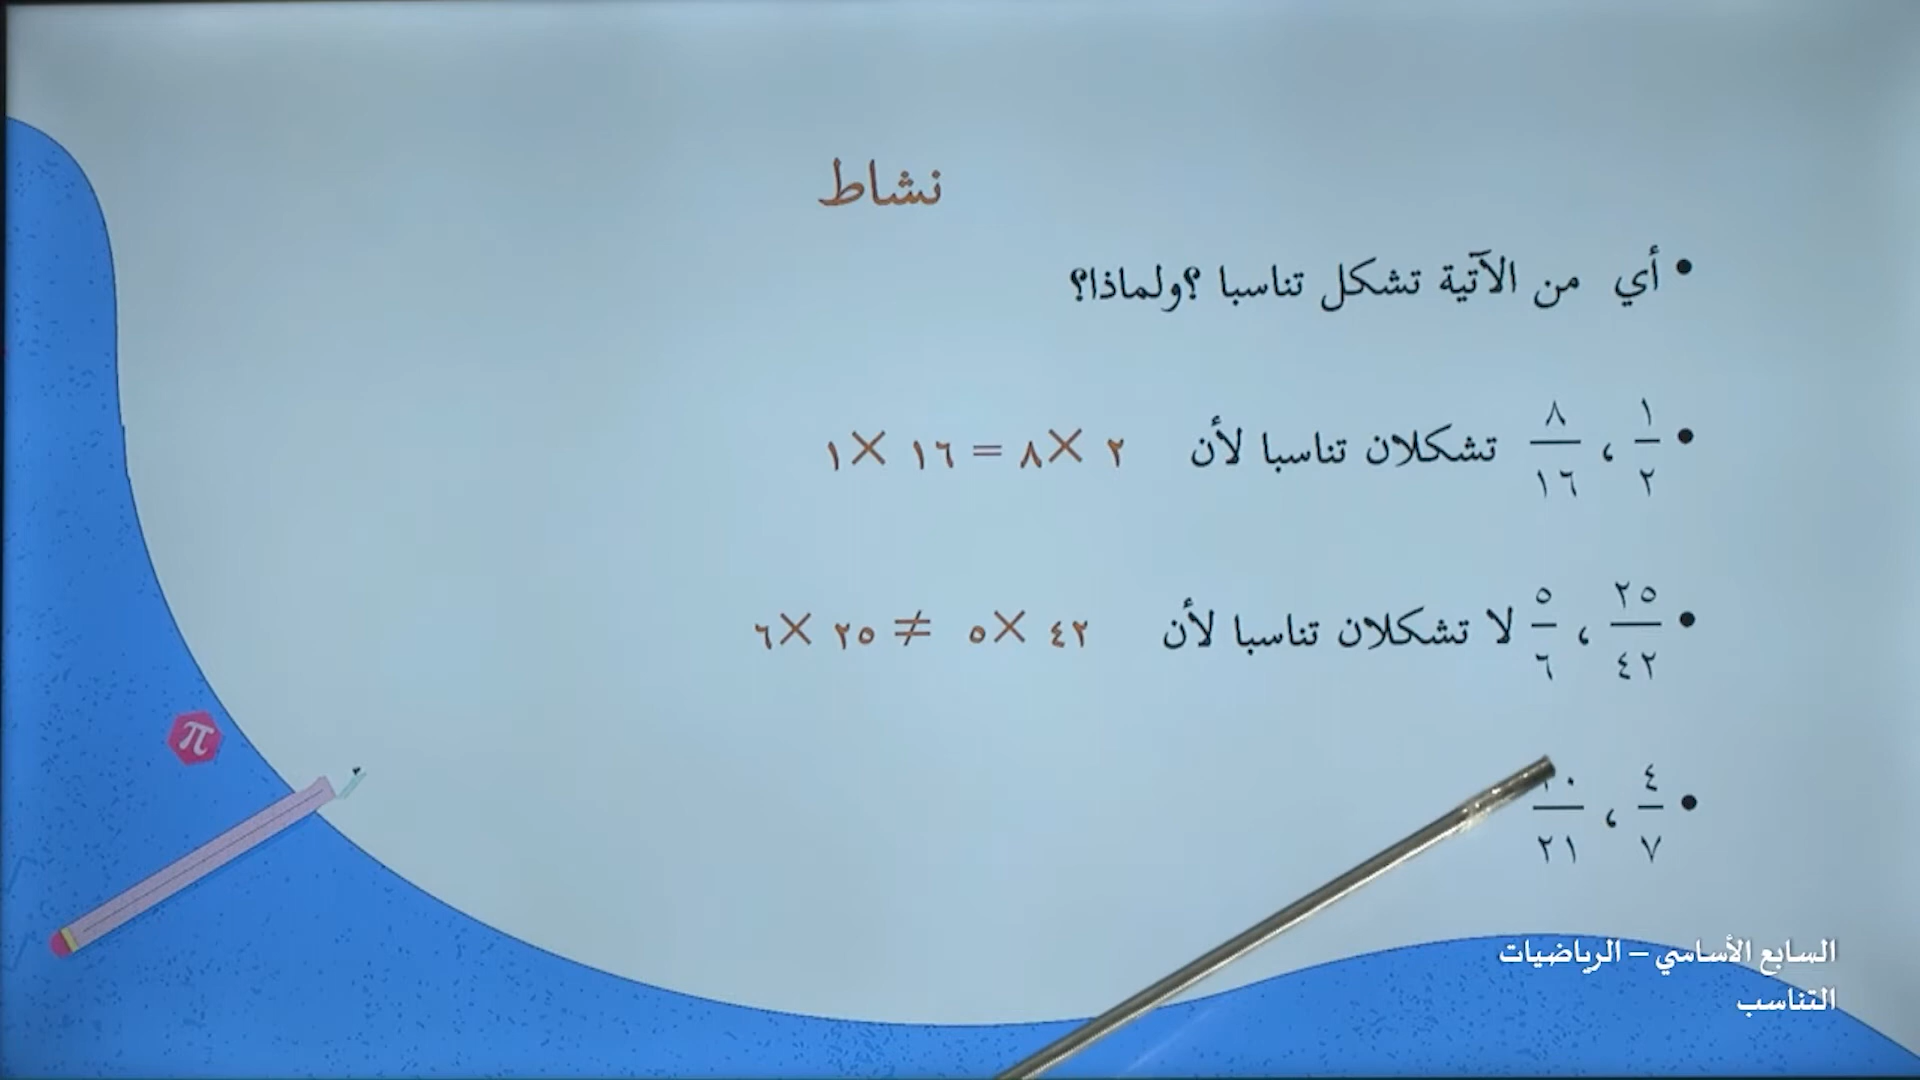 نشاط
• أي من الآتية تشكل تناسبا ؟ولماذا؟
• ١/٢ ، ٨/١٦ تشكلان تناسبا لأن ٢ ×٨ = ١٦ ×١
• ٢٥/٤٢ ، ٥/٦ لا تشكلان تناسبا لأن ٤٢ ×٥ ≠ ٢٥ ×٦
• ٤/٧ ، /٢١
π
السابع الأساسي – الرياضيات
التناسب